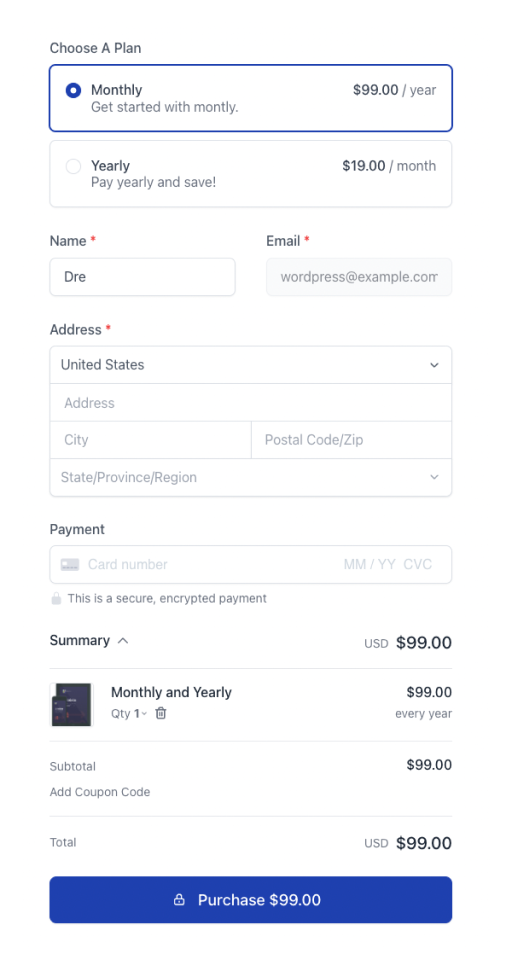 Choose A Plan
Monthly $99.00 / year
Get started with montly.
Yearly $19.00 / month
Pay yearly and save!
Name * Email *
Dre wordpress@example.com
Address *
United States
Address
City Postal Code/Zip
State/Province/Region
Payment
Card number MM / YY CVC
This is a secure, encrypted payment
Summary USD $99.00
Monthly and Yearly $99.00
Qty 1 every year
Subtotal $99.00
Add Coupon Code
Total USD $99.00
Purchase $99.00